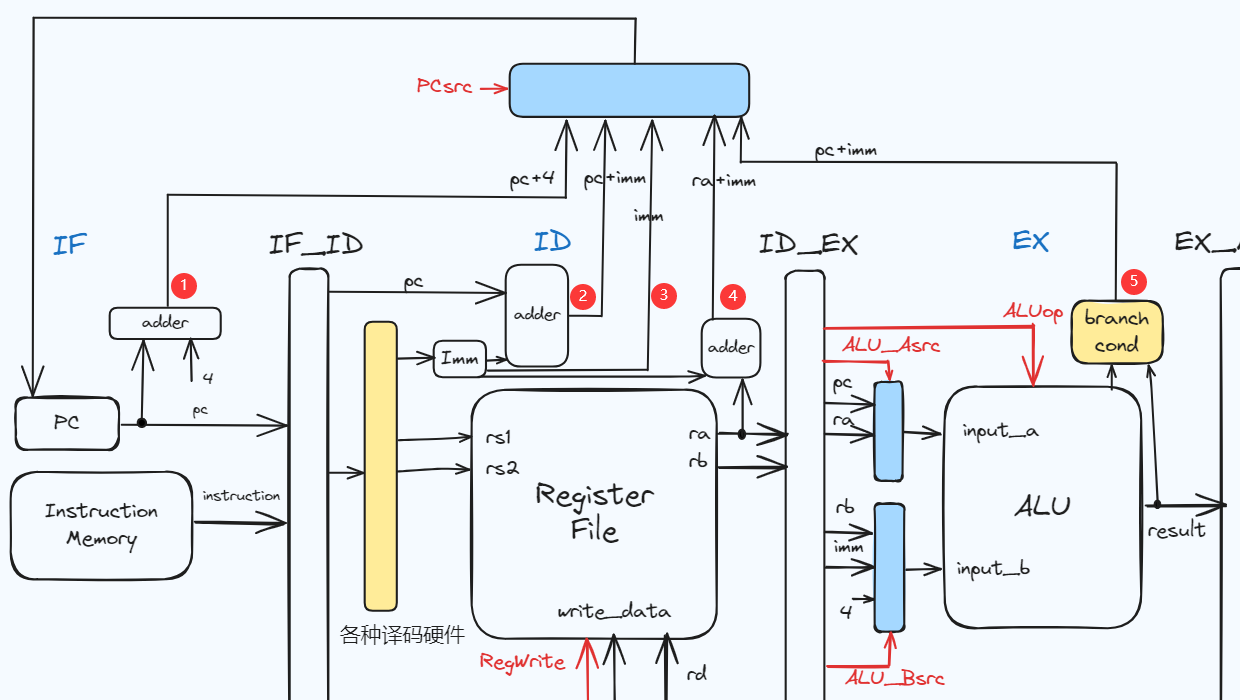 PCsrc
pc+4
pc+imm
ra+imm
pc+imm
imm
IF
IF_ID
ID
ID_EX
EX
EX_
1
2
3
4
5
adder
4
pc
adder
Imm
adder
ALUop
branch
cond
ALU_Asrc
PC
pc
pc
ra
rs1
rs2
ra
rb
input_a
Instruction
Memory
instruction
Register
File
rb
imm
4
ALU
result
input_b
write_data
各种译码硬件
RegWrite
rd
ALU_Bsrc